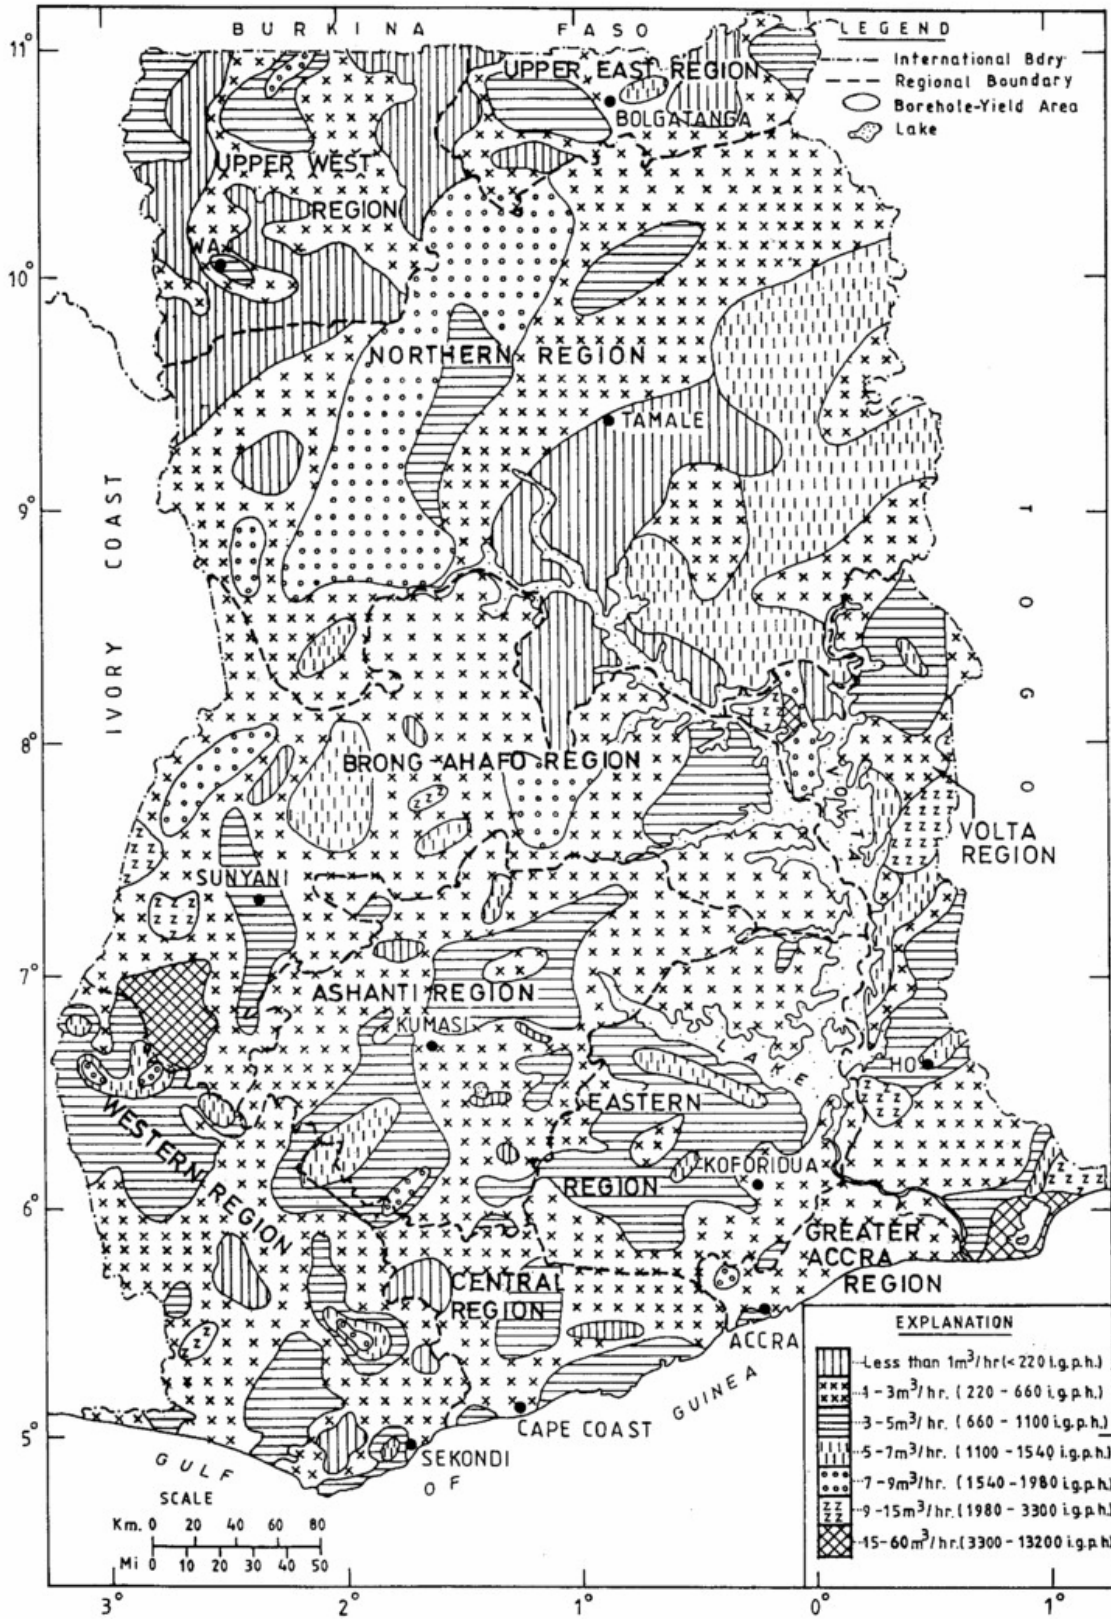 BURKINA FASO
LEGEND
International Bdry.
Regional Boundary
Borehole-Yield Area
Lake
11°
10°
9°
8°
7°
6°
5°
UPPER EAST REGION
BOLGATANGA
UPPER WEST
REGION
WA
NORTHERN REGION
TAMALE
IVORY COAST
TOGO
BRONG-AHAFO REGION
VOLTA
REGION
SUNYANI
VOLTA
LAKE
ASHANTI REGION
KUMASI
HO
WESTERN REGION
EASTERN
REGION
KOFORIDUA
GREATER
ACCRA
REGION
CENTRAL
REGION
ACCRA
CAPE COAST
SEKONDI
GULF OF GUINEA
EXPLANATION
Less than 1m³/hr(<220 i.g.p.h.)
1-3m³/hr. (220 - 660 i.g.p.h.)
3-5m³/hr. (660 - 1100 i.g.p.h.)
5-7m³/hr. (1100 - 1540 i.g.p.h.)
7-9m³/hr. (1540 - 1980 i.g.p.h.)
9-15m³/hr. (1980 - 3300 i.g.p.h.)
15-60m³/hr. (3300 - 13200 i.g.p.h.)
SCALE
Km. 0 20 40 60 80
Mi 0 10 20 30 40 50
3° 2° 1° 0° 1°